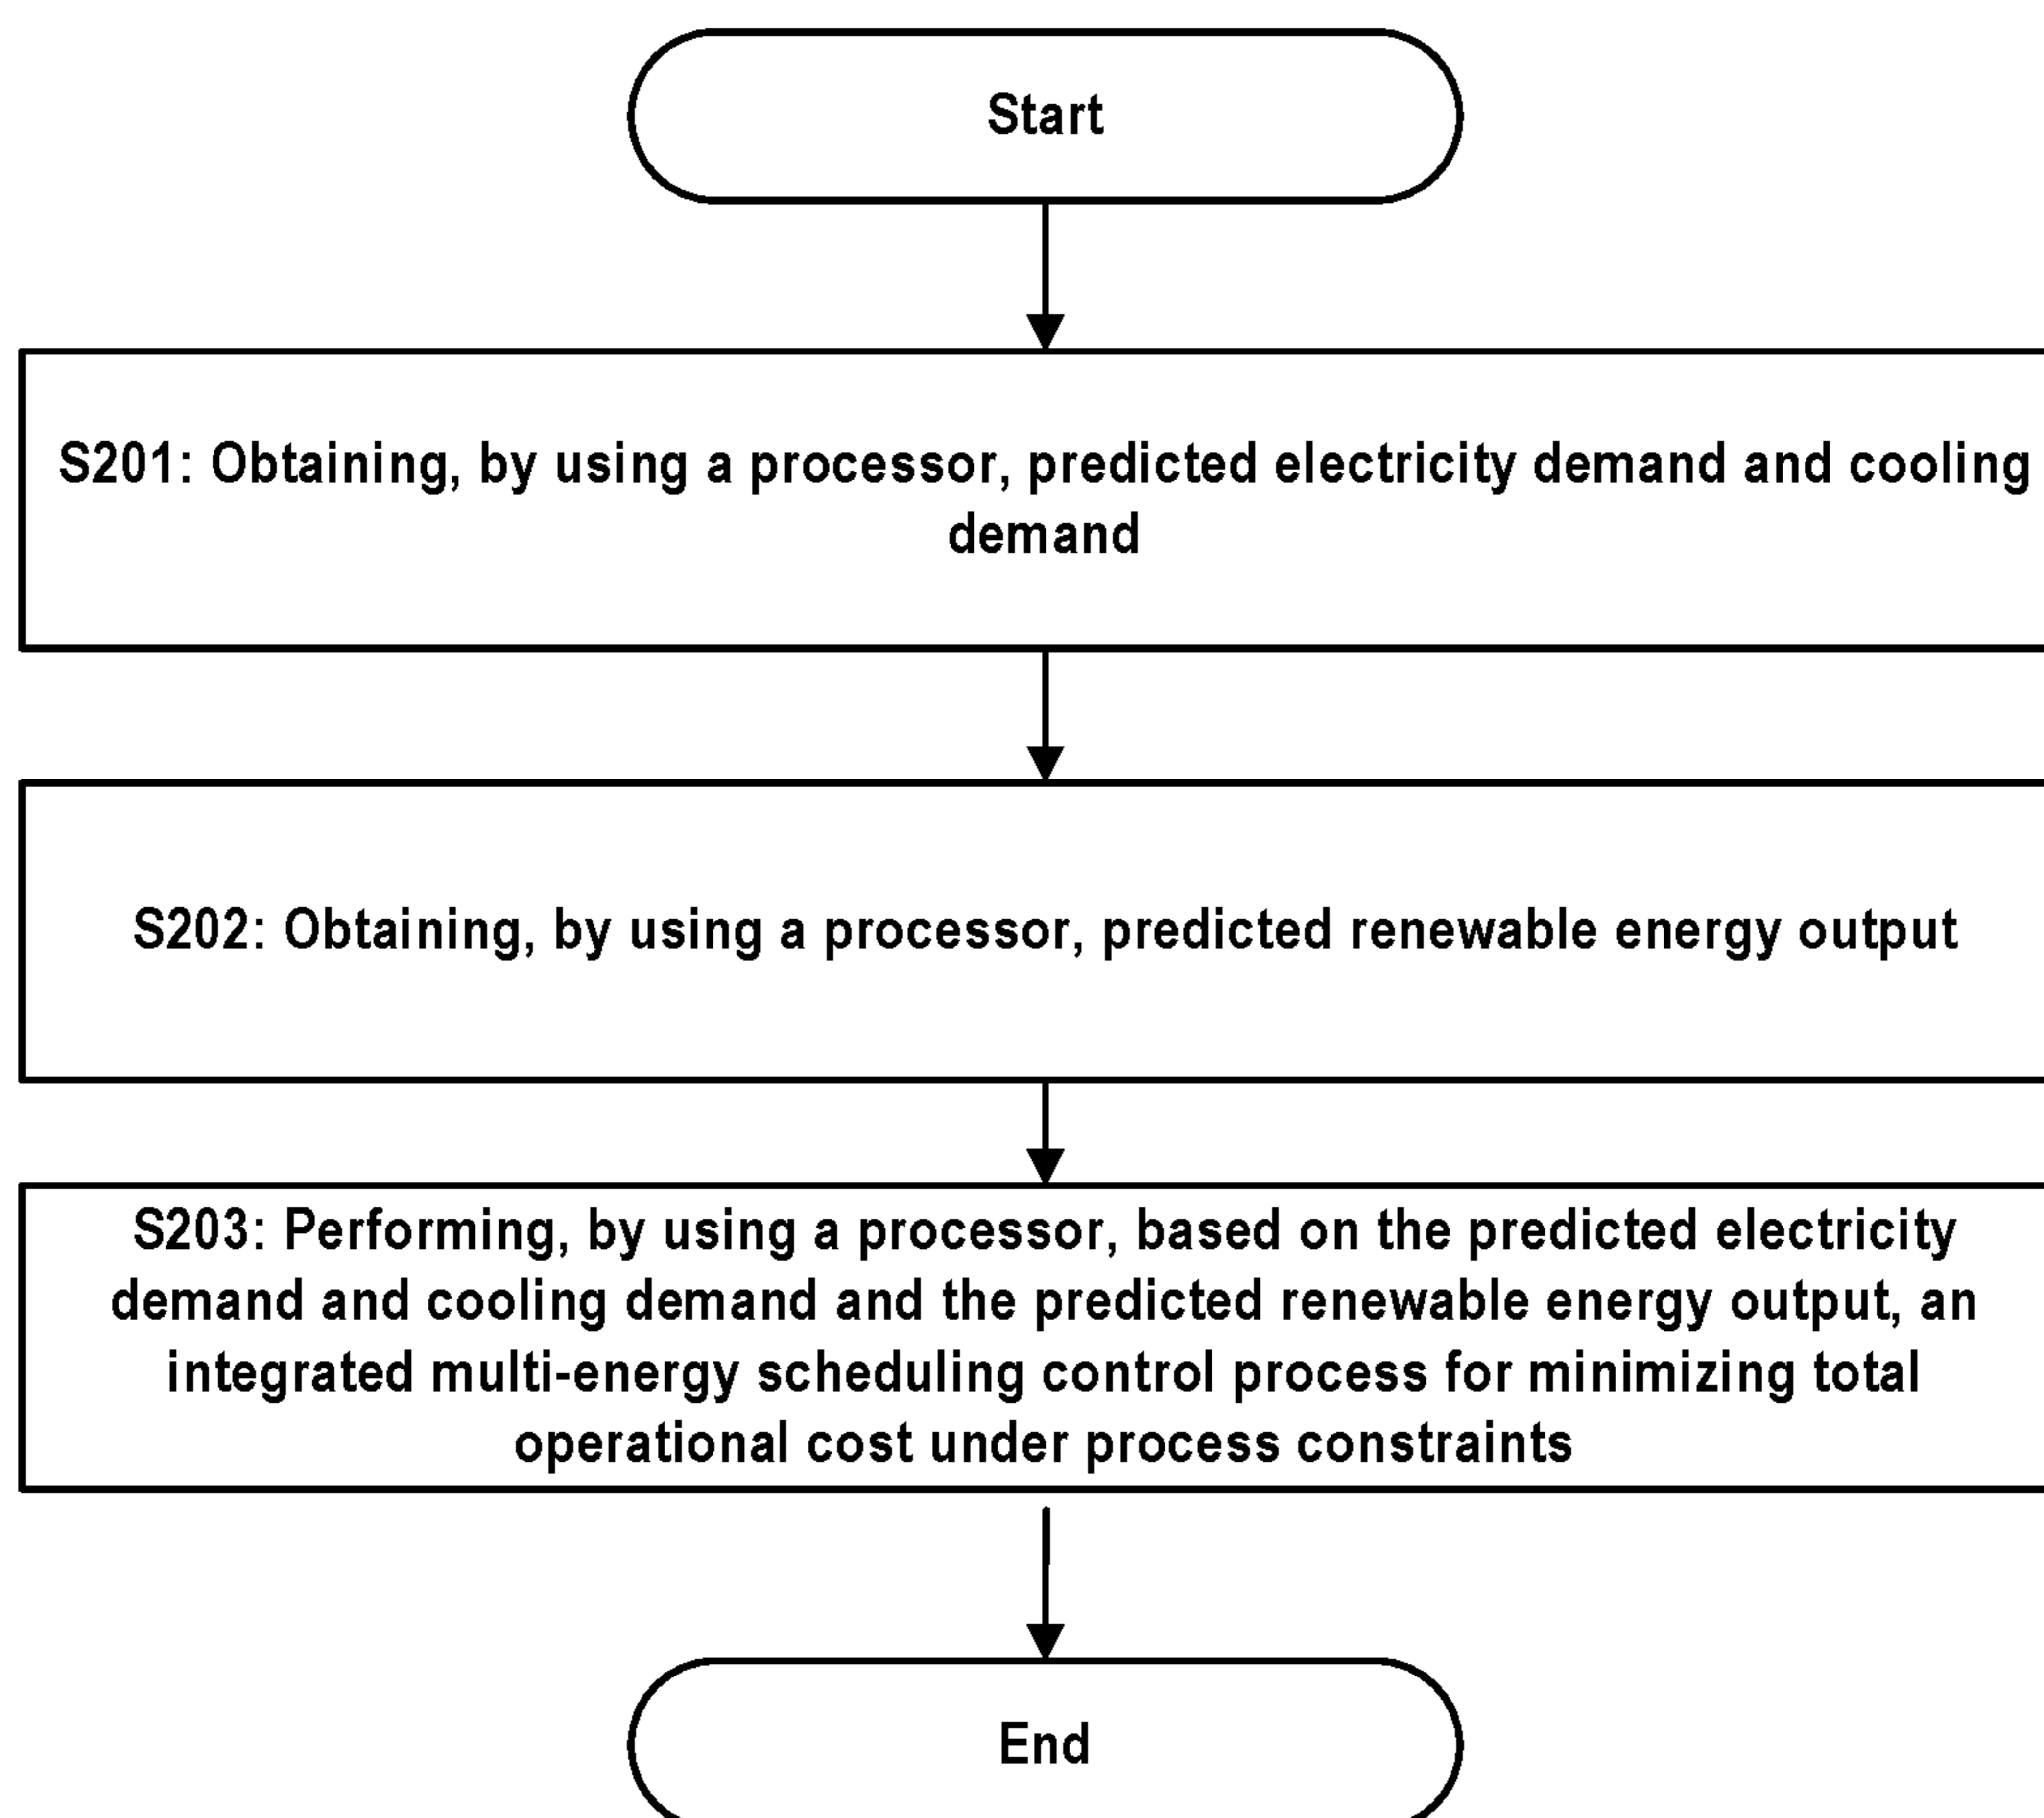 Start
S201: Obtaining, by using a processor, predicted electricity demand and cooling
demand
S202: Obtaining, by using a processor, predicted renewable energy output
S203: Performing, by using a processor, based on the predicted electricity
demand and cooling demand and the predicted renewable energy output, an
integrated multi-energy scheduling control process for minimizing total
operational cost under process constraints
End